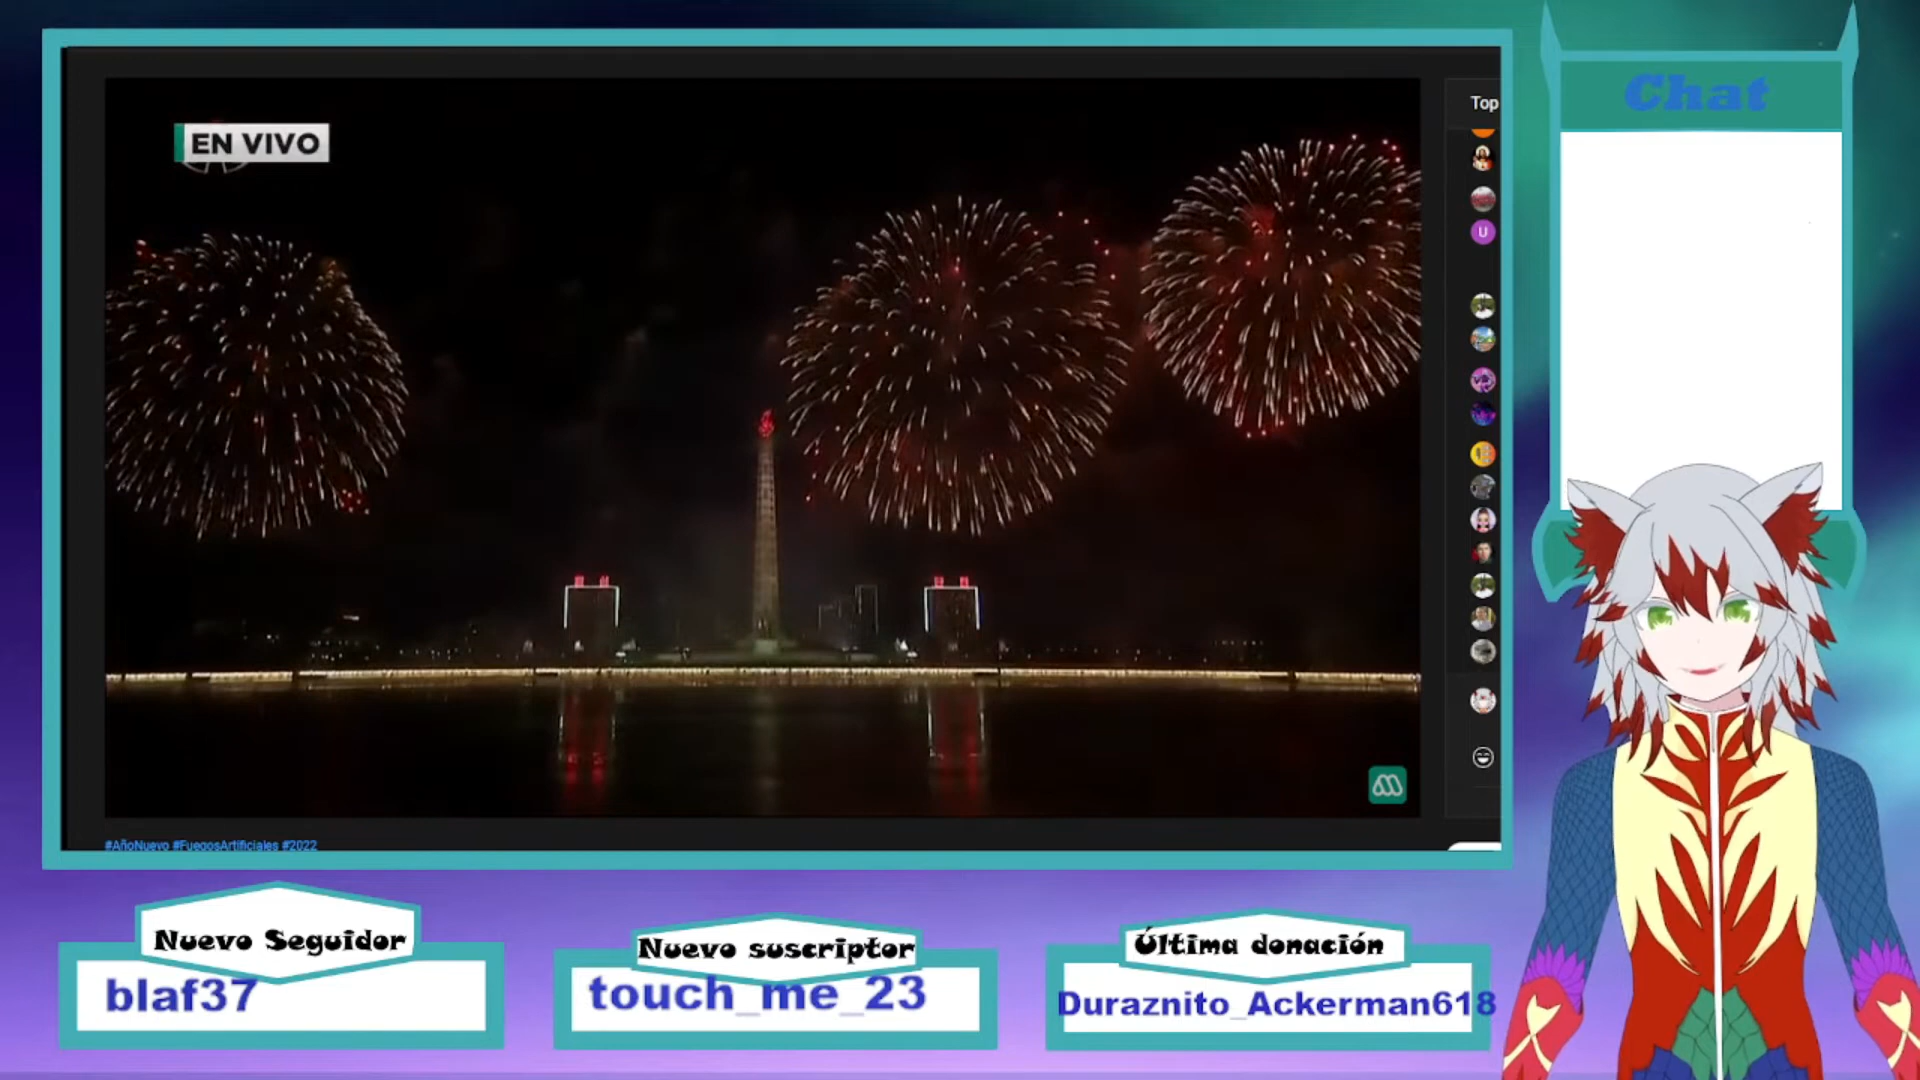 EN VIVO
Top
U
Chat
#AñoNuevo #FuegosArtificiales #2022
Nuevo Seguidor
blaf37
Nuevo suscriptor
touch_me_23
Última donación
Duraznito_Ackerman618